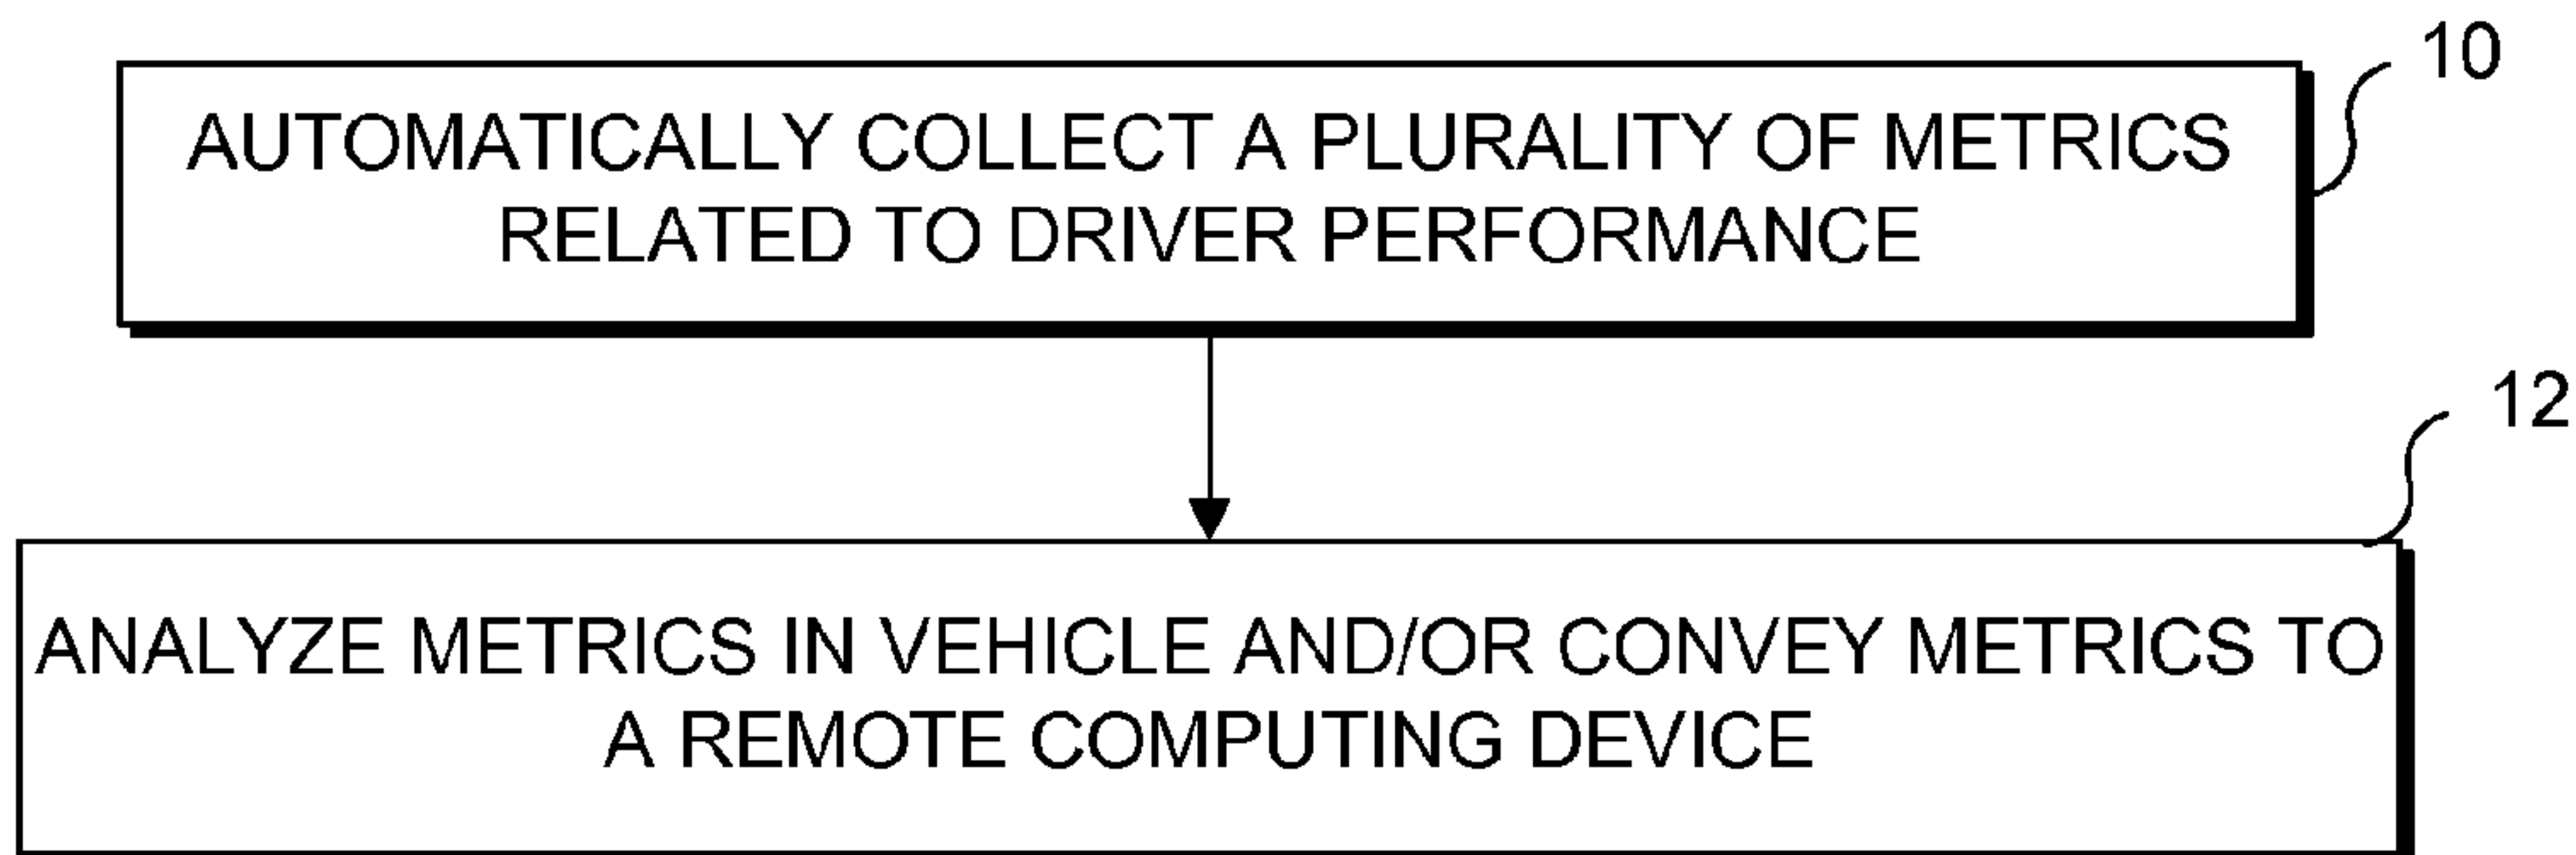 10
AUTOMATICALLY COLLECT A PLURALITY OF METRICS
RELATED TO DRIVER PERFORMANCE
12
ANALYZE METRICS IN VEHICLE AND/OR CONVEY METRICS TO
A REMOTE COMPUTING DEVICE